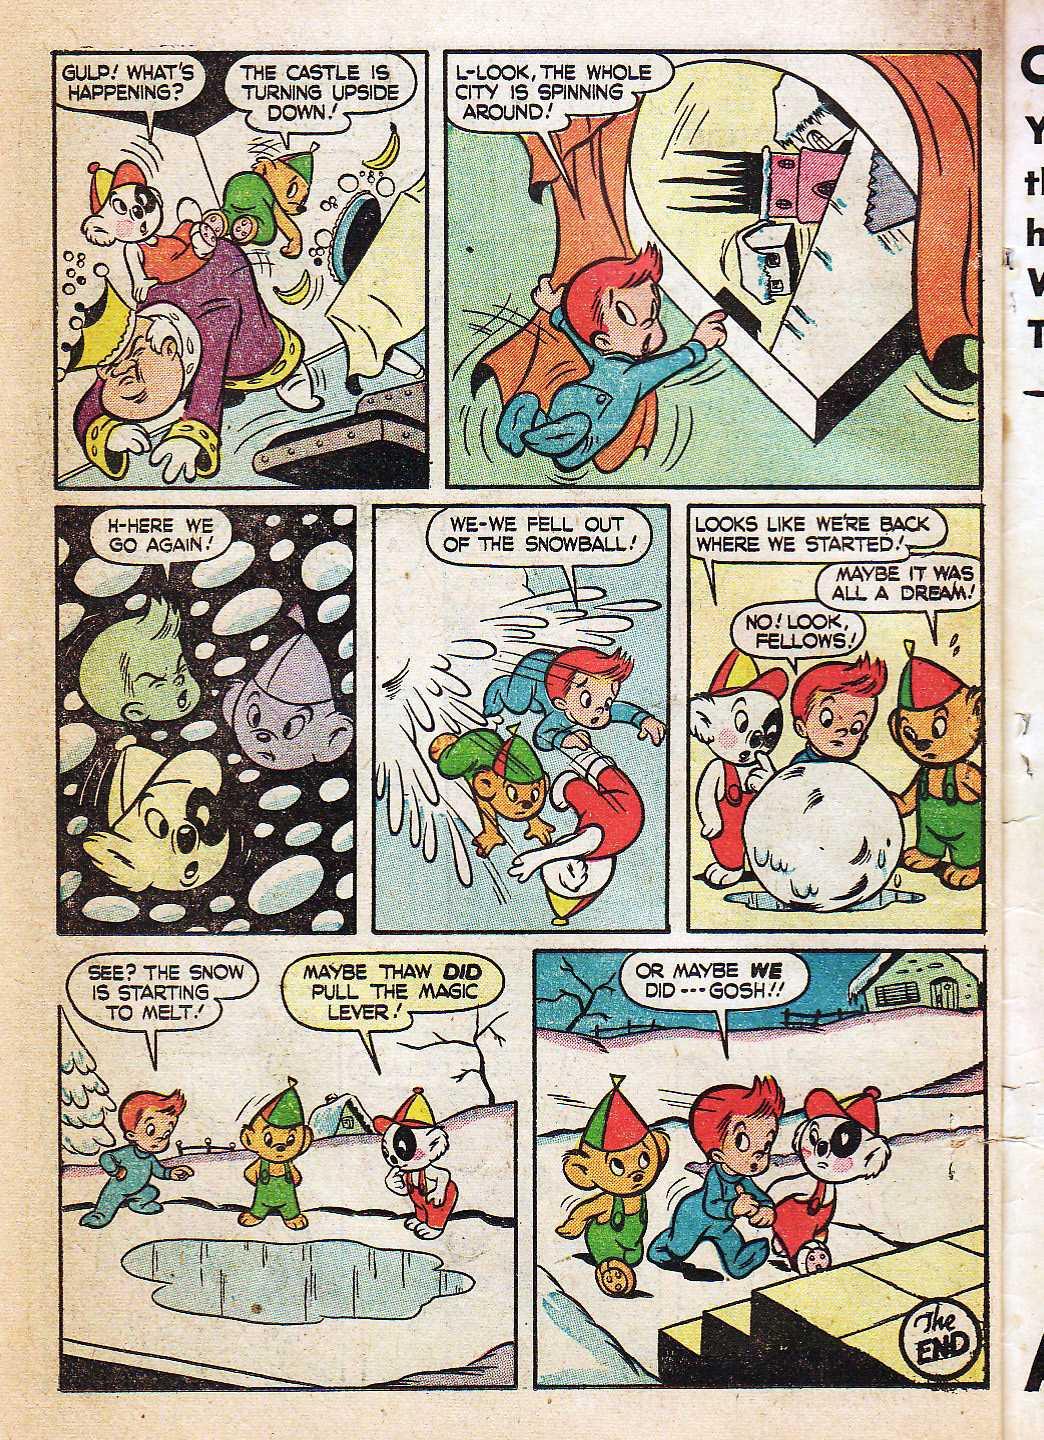 GULP! WHAT'S
HAPPENING?
THE CASTLE IS
TURNING UPSIDE
DOWN!
L-LOOK, THE WHOLE
CITY IS SPINNING
AROUND!
H-HERE WE
GO AGAIN!
WE-WE FELL OUT
OF THE SNOWBALL!
LOOKS LIKE WE'RE BACK
WHERE WE STARTED!
MAYBE IT WAS
ALL A DREAM!
NO! LOOK,
FELLOWS!
SEE? THE SNOW
IS STARTING
TO MELT!
MAYBE THAW DID
PULL THE MAGIC
LEVER!
OR MAYBE WE
DID---GOSH!!
The
END